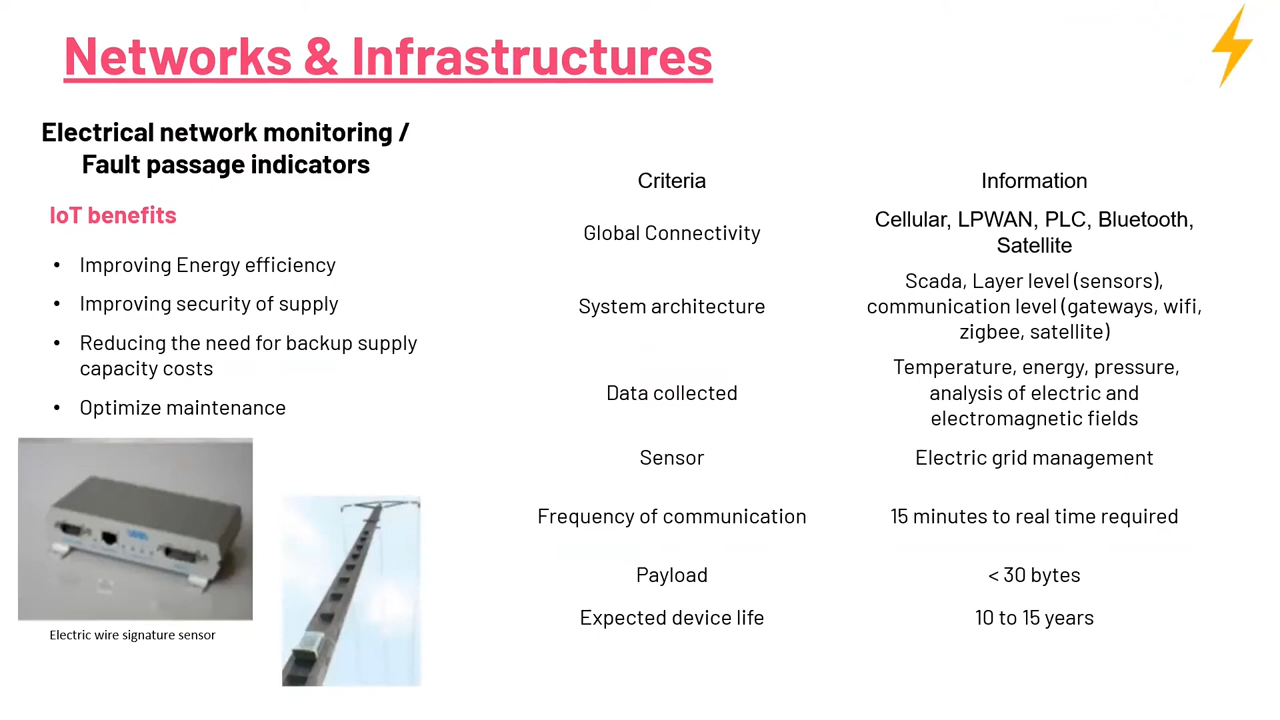 Networks & Infrastructures
Electrical network monitoring /
Fault passage indicators
IoT benefits
• Improving Energy efficiency
• Improving security of supply
• Reducing the need for backup supply
capacity costs
• Optimize maintenance
Electric wire signature sensor
Criteria Information
Global Connectivity Cellular, LPWAN, PLC, Bluetooth,
Satellite
System architecture Scada, Layer level (sensors),
communication level (gateways, wifi,
zigbee, satellite)
Data collected Temperature, energy, pressure,
analysis of electric and
electromagnetic fields
Sensor Electric grid management
Frequency of communication 15 minutes to real time required
Payload < 30 bytes
Expected device life 10 to 15 years